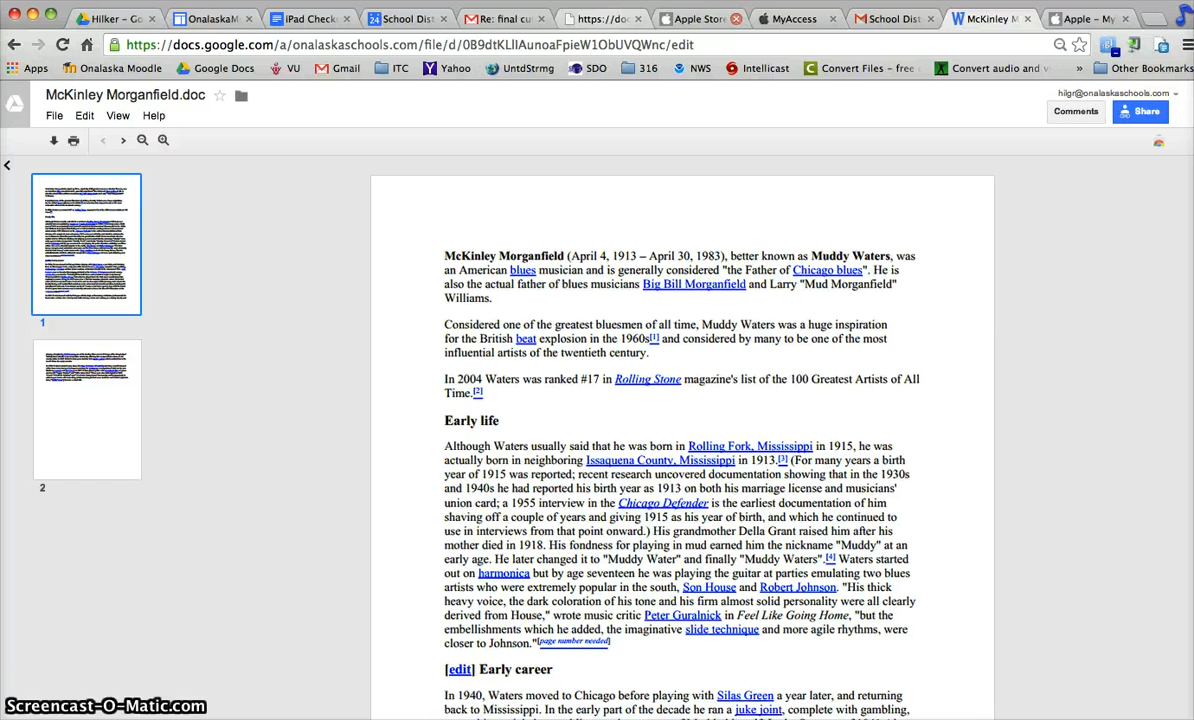 Hilker – Go
OnalaskaM
iPad Check
School Dist
Re: final cu
https://doc
Apple Store
MyAccess
School Dist
McKinley M
Apple – My
https://docs.google.com/a/onalaskaschools.com/file/d/0B9dtKLlIAunoaFpieW1ObUVQWnc/edit
Apps
Onalaska Moodle
Google Docs
VU
Gmail
ITC
Yahoo
UntdStrmg
SDO
316
NWS
Intellicast
Convert Files – free
Convert audio and v
»
Other Bookmarks
McKinley Morganfield.doc
hilgr@onalaskaschools.com
File Edit View Help
Comments
Share
McKinley Morganfield (April 4, 1913 – April 30, 1983), better known as Muddy Waters, was
an American blues musician and is generally considered "the Father of Chicago blues". He is
also the actual father of blues musicians Big Bill Morganfield and Larry "Mud Morganfield"
Williams.
Considered one of the greatest bluesmen of all time, Muddy Waters was a huge inspiration
for the British beat explosion in the 1960s[1] and considered by many to be one of the most
influential artists of the twentieth century.
In 2004 Waters was ranked #17 in Rolling Stone magazine's list of the 100 Greatest Artists of All
Time.[2]
Early life
Although Waters usually said that he was born in Rolling Fork, Mississippi in 1915, he was
actually born in neighboring Issaquena County, Mississippi in 1913.[3] (For many years a birth
year of 1915 was reported; recent research uncovered documentation showing that in the 1930s
and 1940s he had reported his birth year as 1913 on both his marriage license and musicians'
union card; a 1955 interview in the Chicago Defender is the earliest documentation of him
shaving off a couple of years and giving 1915 as his year of birth, and which he continued to
use in interviews from that point onward.) His grandmother Della Grant raised him after his
mother died in 1918. His fondness for playing in mud earned him the nickname "Muddy" at an
early age. He later changed it to "Muddy Water" and finally "Muddy Waters".[4] Waters started
out on harmonica but by age seventeen he was playing the guitar at parties emulating two blues
artists who were extremely popular in the south, Son House and Robert Johnson. "His thick
heavy voice, the dark coloration of his tone and his firm almost solid personality were all clearly
derived from House," wrote music critic Peter Guralnick in Feel Like Going Home, "but the
embellishments which he added, the imaginative slide technique and more agile rhythms, were
closer to Johnson."[page number needed]
[edit] Early career
In 1940, Waters moved to Chicago before playing with Silas Green a year later, and returning
back to Mississippi. In the early part of the decade he ran a juke joint, complete with gambling,
1
2
Screencast-O-Matic.com